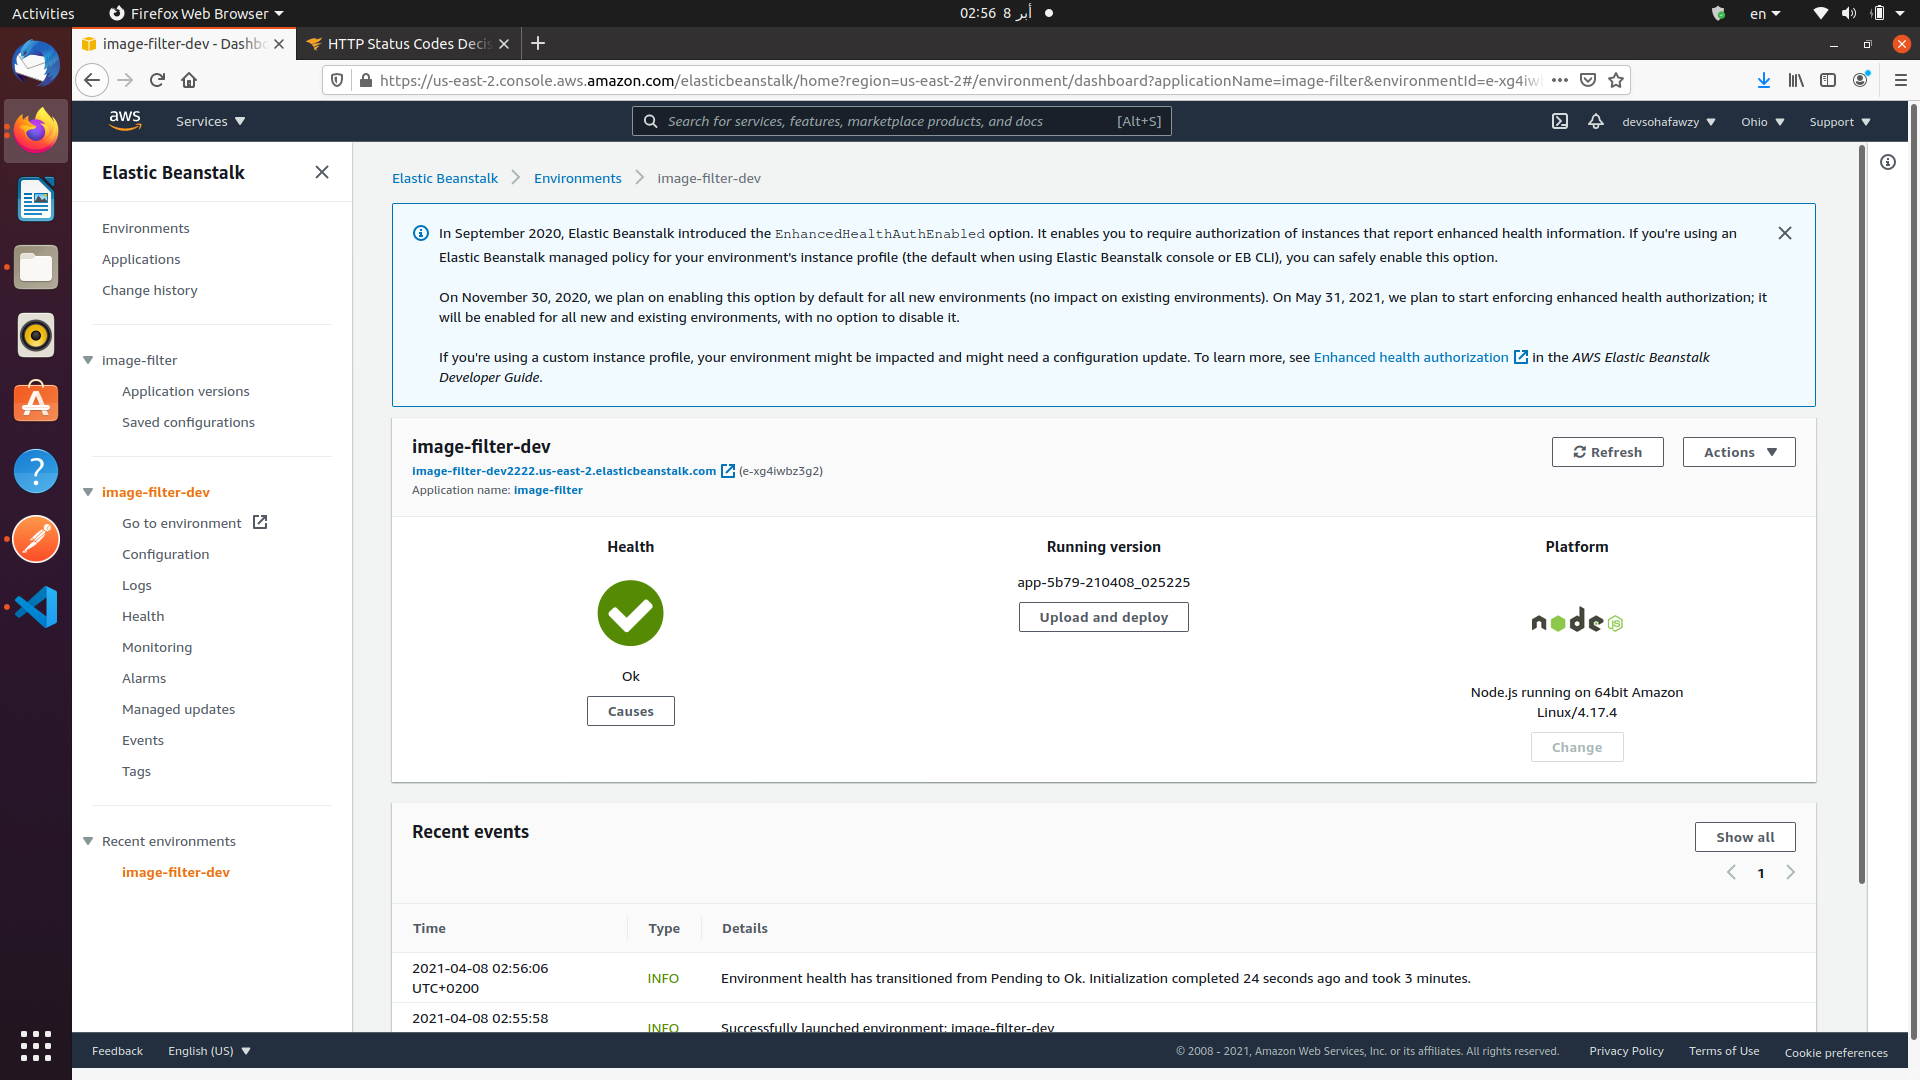 Activities
Firefox Web Browser
02:56 8 أبر
en
image-filter-dev - Dashbo
HTTP Status Codes Decis
https://us-east-2.console.aws.amazon.com/elasticbeanstalk/home?region=us-east-2#/environment/dashboard?applicationName=image-filter&environmentId=e-xg4iw
aws
Services
Search for services, features, marketplace products, and docs
[Alt+S]
devsohafawzy
Ohio
Support
Elastic Beanstalk
Environments
Applications
Change history
image-filter
Application versions
Saved configurations
image-filter-dev
Go to environment
Configuration
Logs
Health
Monitoring
Alarms
Managed updates
Events
Tags
Recent environments
image-filter-dev
Elastic Beanstalk
Environments
image-filter-dev
In September 2020, Elastic Beanstalk introduced the EnhancedHealthAuthEnabled option. It enables you to require authorization of instances that report enhanced health information. If you're using an
Elastic Beanstalk managed policy for your environment's instance profile (the default when using Elastic Beanstalk console or EB CLI), you can safely enable this option.
On November 30, 2020, we plan on enabling this option by default for all new environments (no impact on existing environments). On May 31, 2021, we plan to start enforcing enhanced health authorization; it
will be enabled for all new and existing environments, with no option to disable it.
If you're using a custom instance profile, your environment might be impacted and might need a configuration update. To learn more, see Enhanced health authorization in the AWS Elastic Beanstalk
Developer Guide.
image-filter-dev
image-filter-dev2222.us-east-2.elasticbeanstalk.com (e-xg4iwbz3g2)
Application name: image-filter
Refresh
Actions
Health
Ok
Causes
Running version
app-5b79-210408_025225
Upload and deploy
Platform
node JS
Node.js running on 64bit Amazon
Linux/4.17.4
Change
Recent events
Show all
1
Time
Type
Details
2021-04-08 02:56:06
UTC+0200
INFO
Environment health has transitioned from Pending to Ok. Initialization completed 24 seconds ago and took 3 minutes.
2021-04-08 02:55:58
INFO
Successfully launched environment: image-filter-dev
Feedback
English (US)
© 2008 - 2021, Amazon Web Services, Inc. or its affiliates. All rights reserved.
Privacy Policy
Terms of Use
Cookie preferences